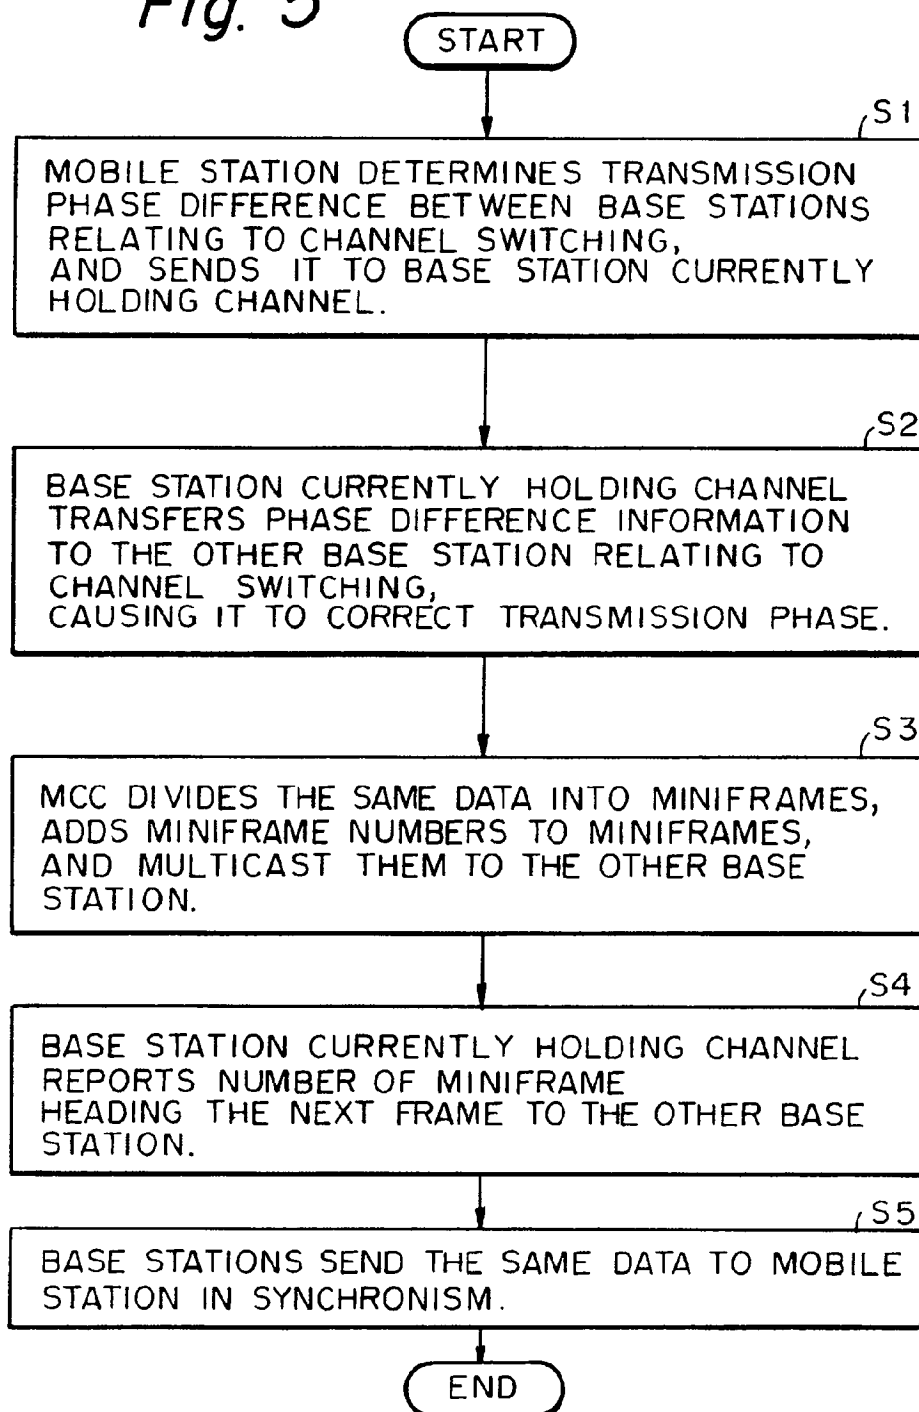 Fig. 5
START
S1
MOBILE STATION DETERMINES TRANSMISSION
PHASE DIFFERENCE BETWEEN BASE STATIONS
RELATING TO CHANNEL SWITCHING,
AND SENDS IT TO BASE STATION CURRENTLY
HOLDING CHANNEL.
S2
BASE STATION CURRENTLY HOLDING CHANNEL
TRANSFERS PHASE DIFFERENCE INFORMATION
TO THE OTHER BASE STATION RELATING TO
CHANNEL SWITCHING,
CAUSING IT TO CORRECT TRANSMISSION PHASE.
S3
MCC DIVIDES THE SAME DATA INTO MINIFRAMES,
ADDS MINIFRAME NUMBERS TO MINIFRAMES,
AND MULTICAST THEM TO THE OTHER BASE
STATION.
S4
BASE STATION CURRENTLY HOLDING CHANNEL
REPORTS NUMBER OF MINIFRAME
HEADING THE NEXT FRAME TO THE OTHER BASE
STATION.
S5
BASE STATIONS SEND THE SAME DATA TO MOBILE
STATION IN SYNCHRONISM.
END